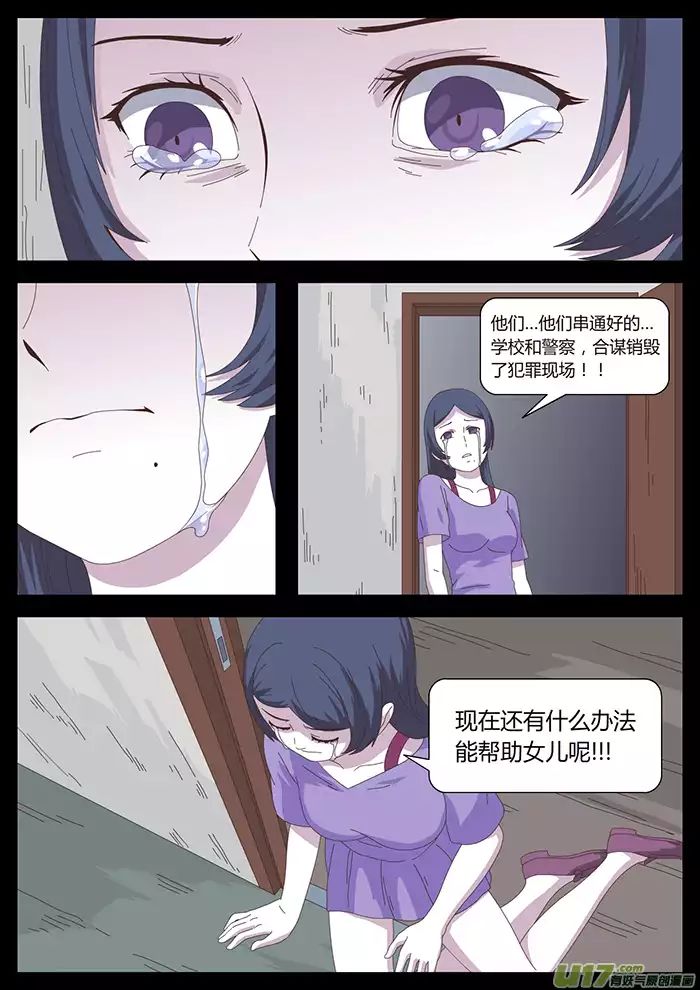 他们...他们串通好的...
学校和警察，合谋销毁
了犯罪现场！！
现在还有什么办法
能帮助女儿呢!!!
U17.com
有妖气原创漫画